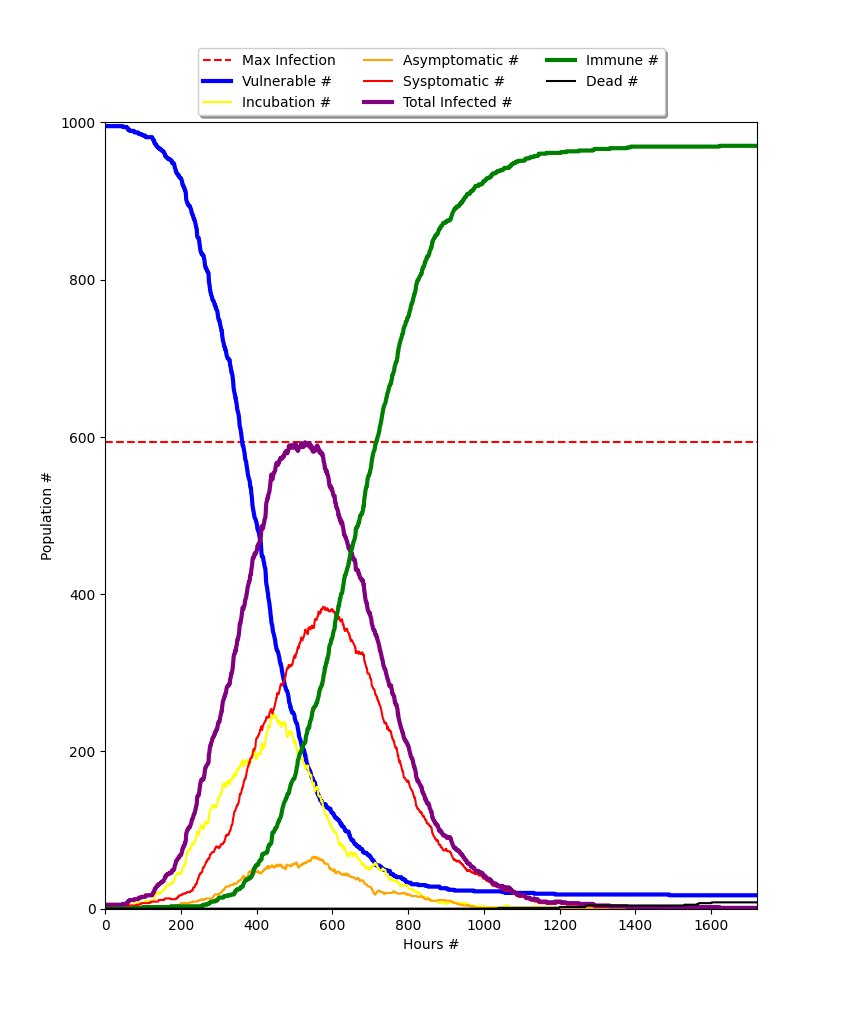 Max Infection Asymptomatic # Immune #
Vulnerable # Sysptomatic # Dead #
Incubation # Total Infected #
1000
800
600
400
200
0
Population #
0 200 400 600 800 1000 1200 1400 1600
Hours #